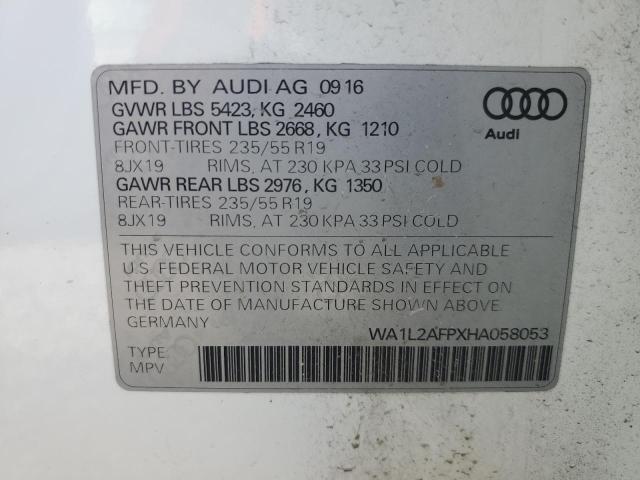 MFD. BY AUDI AG 0916
GVWR LBS 5423, KG 2460
GAWR FRONT LBS 2668, KG 1210
FRONT-TIRES 235/55 R19
8JX19 RIMS, AT 230 KPA 33 PSI COLD
GAWR REAR LBS 2976, KG 1350
REAR-TIRES 235/55 R19
8JX19 RIMS, AT 230 KPA 33 PSI COLD
Audi
THIS VEHICLE CONFORMS TO ALL APPLICABLE
U.S. FEDERAL MOTOR VEHICLE SAFETY AND
THEFT PREVENTION STANDARDS IN EFFECT ON
THE DATE OF MANUFACTURE SHOWN ABOVE.
GERMANY
WA1L2AFPXHA058053
TYPE:
MPV